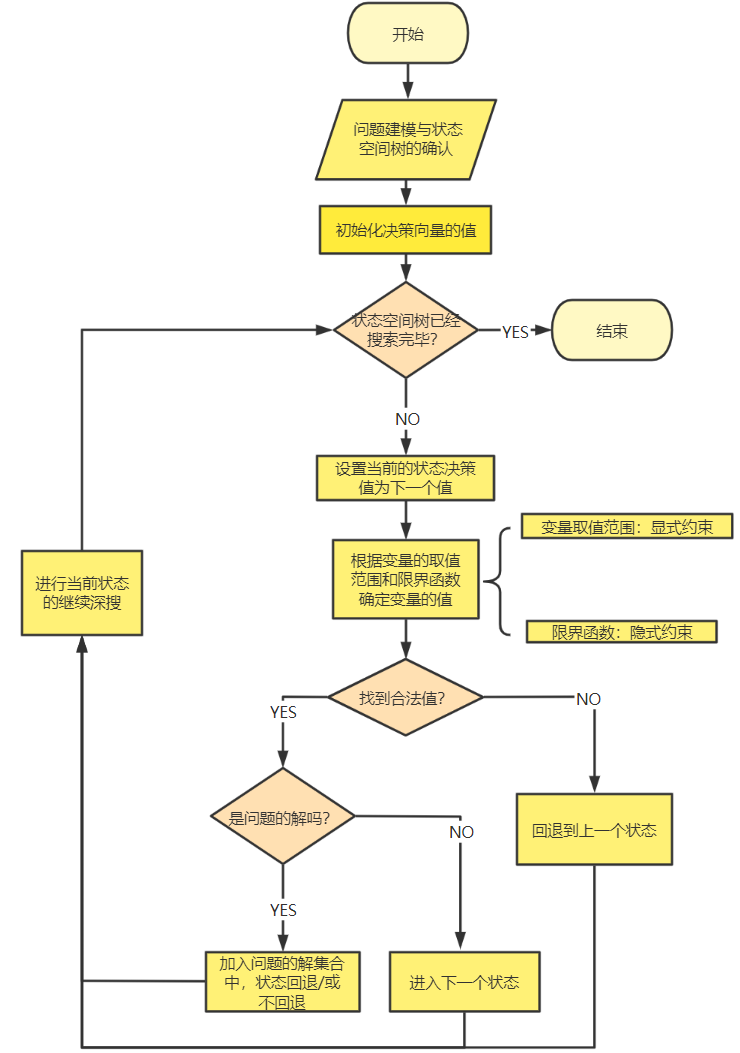 开始
问题建模与状态
空间树的确认
初始化决策向量的值
状态空间树已经
搜索完毕？
YES
结束
NO
设置当前的状态决策
值为下一个值
变量取值范围：显式约束
根据变量的取值
范围和限界函数
确定变量的值
进行当前状态
的继续深搜
限界函数：隐式约束
找到合法值？
YES
NO
是问题的解吗？
NO
回退到上一个状态
YES
加入问题的解集合
中，状态回退/或
不回退
进入下一个状态